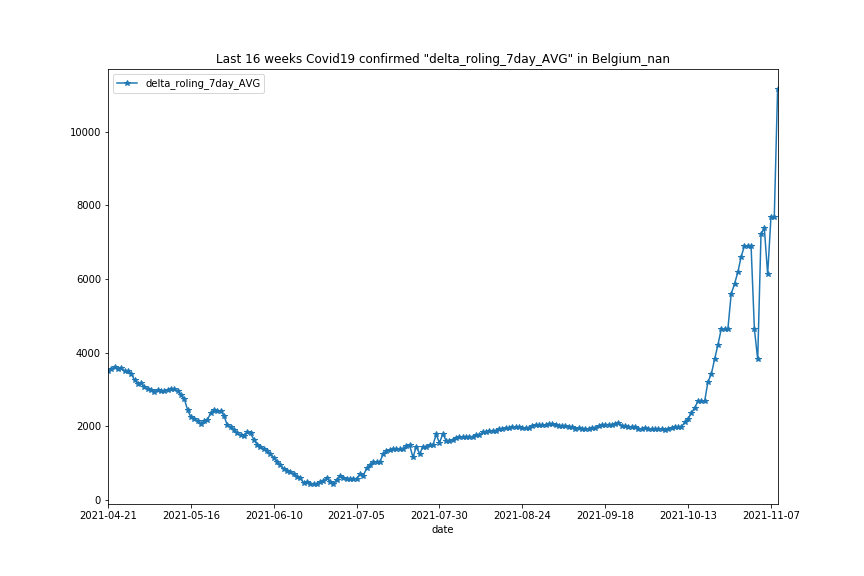 Last 16 weeks Covid19 confirmed "delta_roling_7day_AVG" in Belgium_nan
delta_roling_7day_AVG
10000
8000
6000
4000
2000
0
2021-04-21 2021-05-16 2021-06-10 2021-07-05 2021-07-30 2021-08-24 2021-09-18 2021-10-13 2021-11-07
date